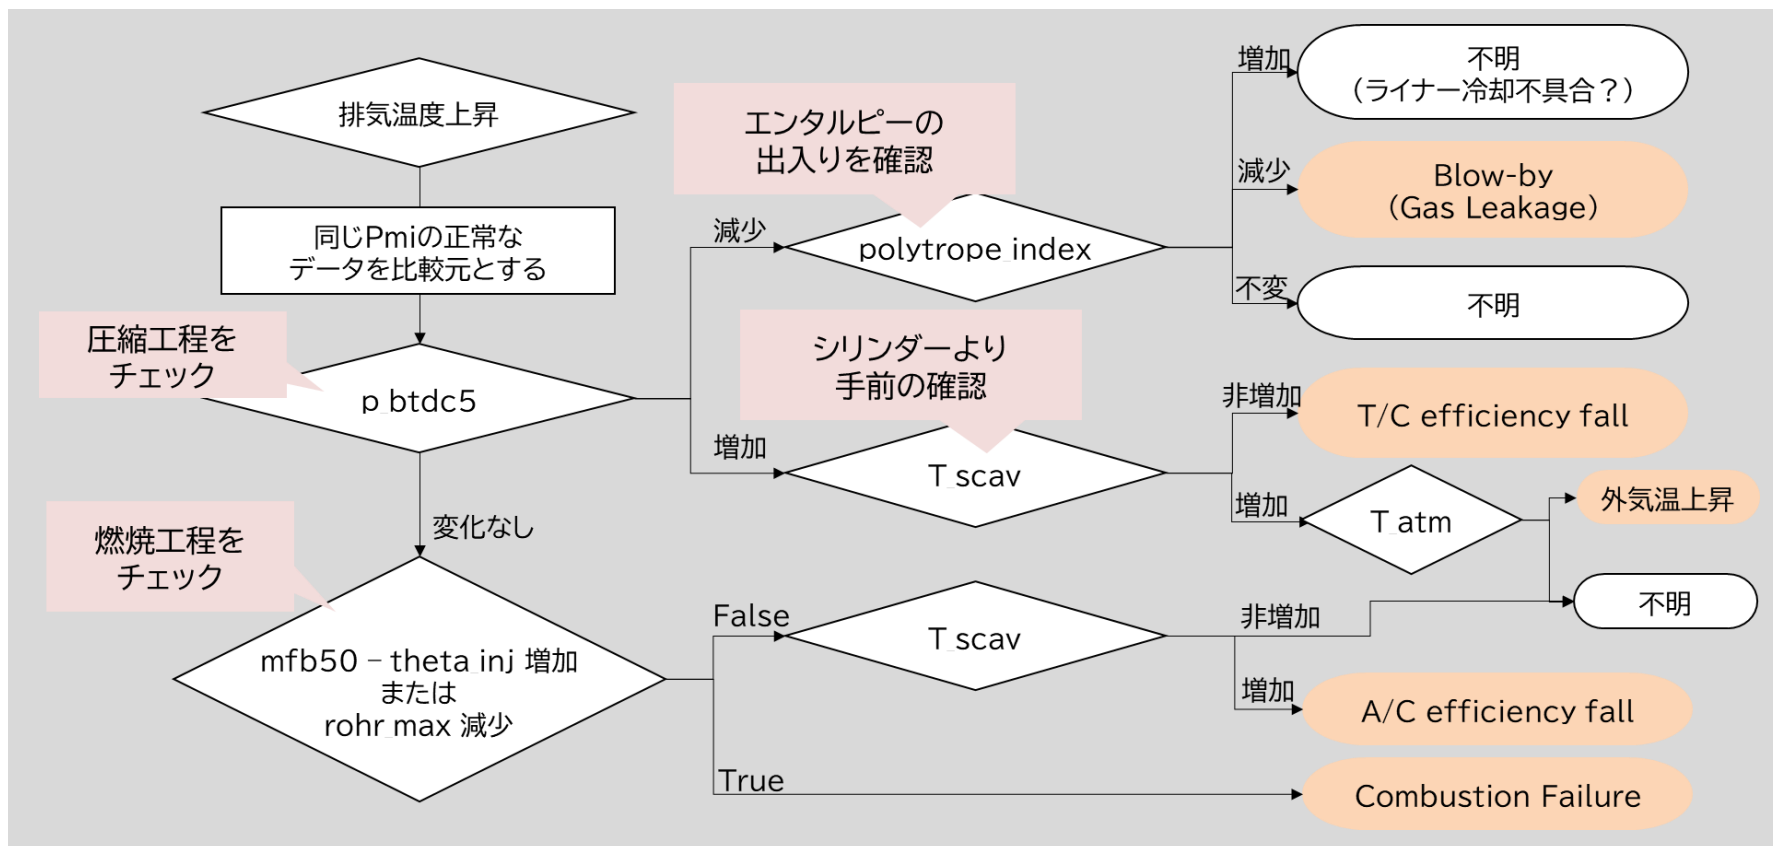 排気温度上昇
同じPmiの正常な
データを比較元とする
圧縮工程を
チェック
p_btdc5
減少
増加
変化なし
エンタルピーの
出入りを確認
polytrope_index
増加
不明
（ライナー冷却不具合？）
減少
Blow-by
（Gas Leakage）
不変
不明
シリンダーより
手前の確認
T_scav
非増加
T/C efficiency fall
増加
T_atm
外気温上昇
不明
燃焼工程を
チェック
mfb50 – theta_inj 増加
または
rohr_max 減少
False
T_scav
非増加
増加
A/C efficiency fall
True
Combustion Failure